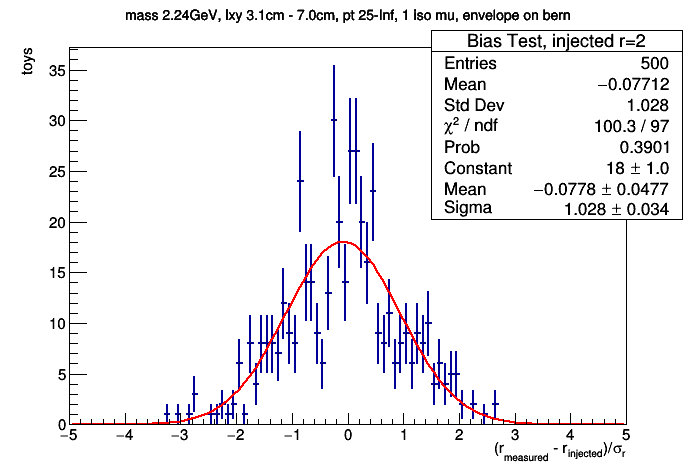 mass 2.24GeV, lxy 3.1cm - 7.0cm, pt 25-Inf, 1 Iso mu, envelope on bern
toys
Bias Test, injected r=2
Entries 500
Mean −0.07712
Std Dev 1.028
χ² / ndf 100.3 / 97
Prob 0.3901
Constant 18 ± 1.0
Mean −0.0778 ± 0.0477
Sigma 1.028 ± 0.034
35
30
25
20
15
10
5
0
−5 −4 −3 −2 −1 0 1 2 3 4 5
(r_measured - r_injected)/σ_r